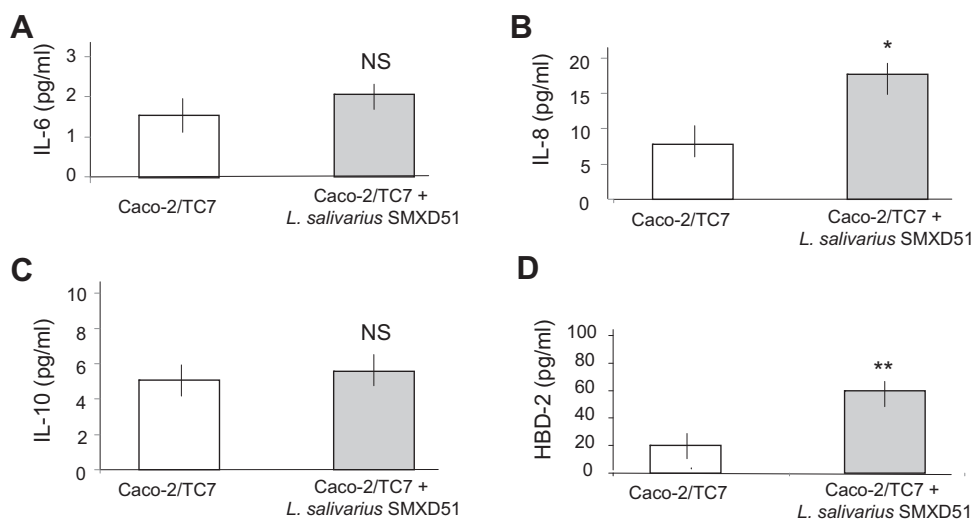 A
IL-6 (pg/ml)
3
2
1
0
NS
Caco-2/TC7
Caco-2/TC7 +
L. salivarius SMXD51
B
IL-8 (pg/ml)
20
15
10
5
0
*
Caco-2/TC7
Caco-2/TC7 +
L. salivarius SMXD51
C
IL-10 (pg/ml)
10
8
6
4
2
0
NS
Caco-2/TC7
Caco-2/TC7 +
L. salivarius SMXD51
D
HBD-2 (pg/ml)
100
80
60
40
20
0
**
Caco-2/TC7
Caco-2/TC7 +
L. salivarius SMXD51